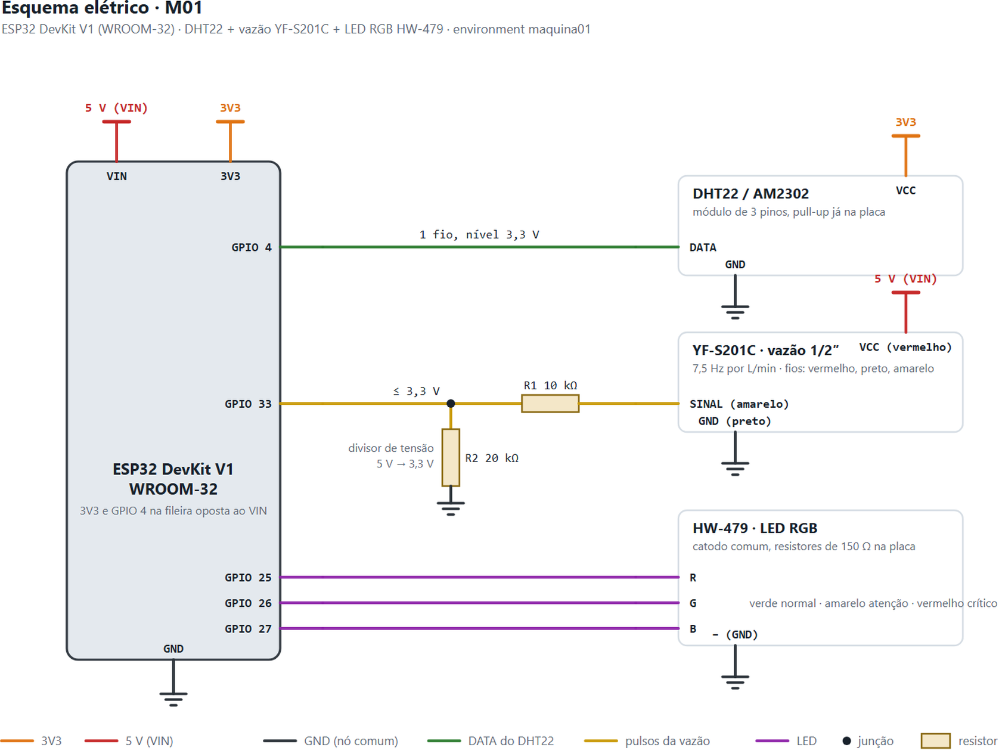 Esquema elétrico · M01
ESP32 DevKit V1 (WROOM-32) · DHT22 + vazão YF-S201C + LED RGB HW-479 · environment maquina01
5 V (VIN)
3V3
3V3
VIN
3V3
DHT22 / AM2302
VCC
módulo de 3 pinos, pull-up já na placa
1 fio, nível 3,3 V
GPIO 4
DATA
GND
5 V (VIN)
YF-S201C · vazão 1/2″
VCC (vermelho)
7,5 Hz por L/min · fios: vermelho, preto, amarelo
≤ 3,3 V
R1 10 kΩ
GPIO 33
SINAL (amarelo)
GND (preto)
divisor de tensão
5 V → 3,3 V
R2 20 kΩ
ESP32 DevKit V1
WROOM-32
3V3 e GPIO 4 na fileira oposta ao VIN
HW-479 · LED RGB
catodo comum, resistores de 150 Ω na placa
GPIO 25
R
GPIO 26
G
verde normal · amarelo atenção · vermelho crítico
GPIO 27
B
− (GND)
GND
3V3
5 V (VIN)
GND (nó comum)
DATA do DHT22
pulsos da vazão
LED
junção
resistor